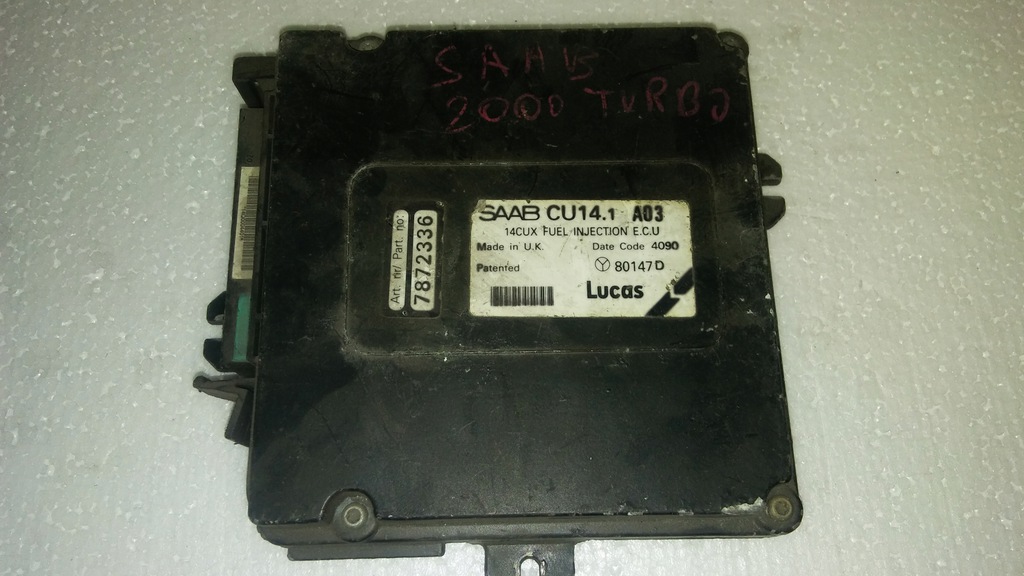 SAAB
2000 TURBO
Art. nr/ Part. no:
7872336
SAAB CU14.1 A03
14CUX FUEL INJECTION E.C.U
Made in U.K. Date Code 4090
Patented 80147D
Lucas